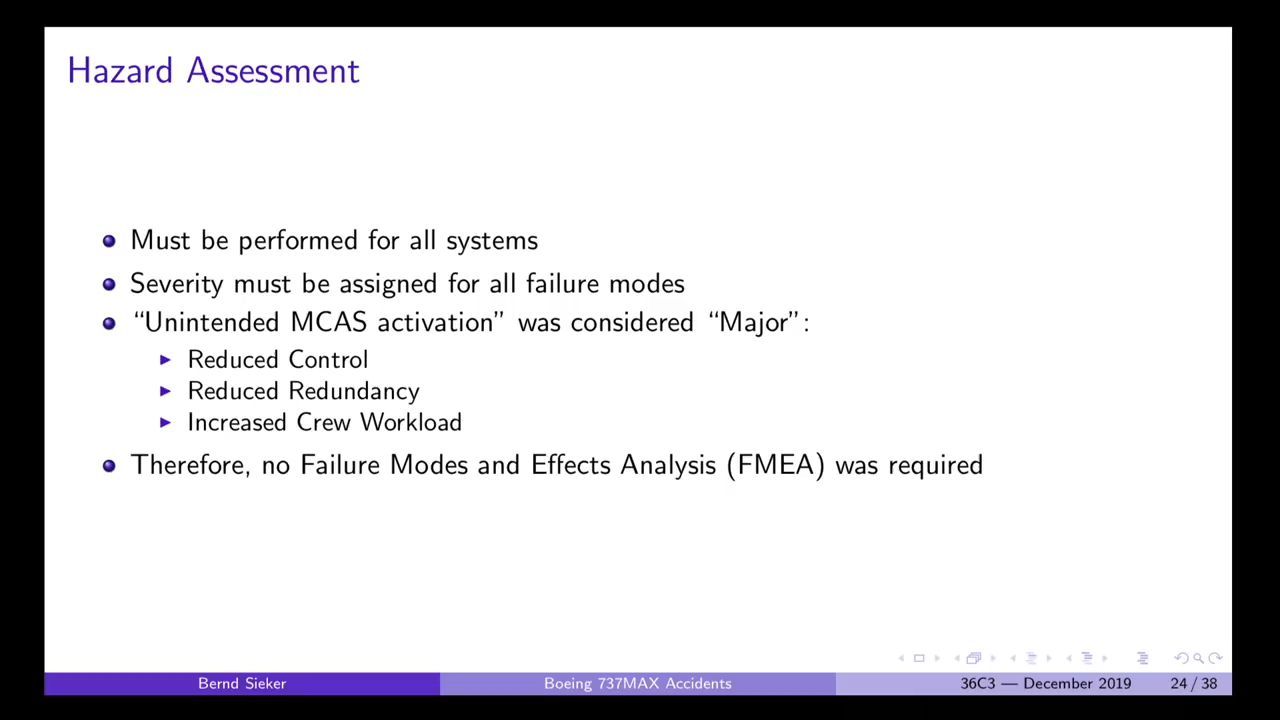 Hazard Assessment
Must be performed for all systems
Severity must be assigned for all failure modes
“Unintended MCAS activation” was considered “Major”:
Reduced Control
Reduced Redundancy
Increased Crew Workload
Therefore, no Failure Modes and Effects Analysis (FMEA) was required
Bernd Sieker
Boeing 737MAX Accidents
36C3 — December 2019
24 / 38